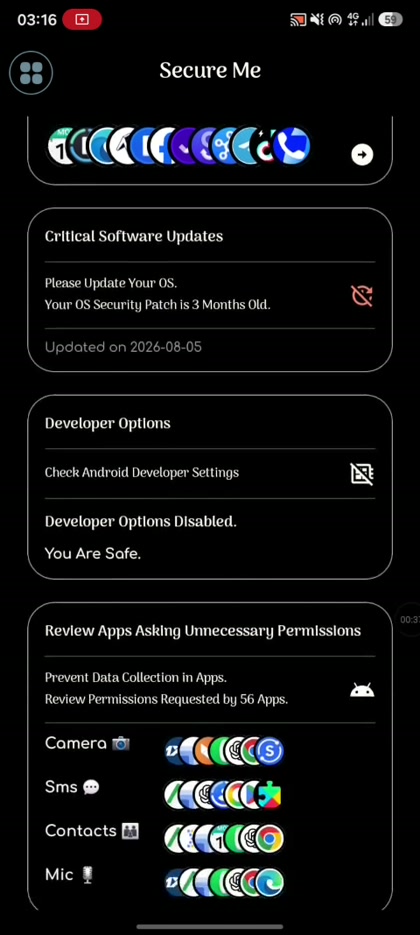 03:16
4G
59
Secure Me
Critical Software Updates
Please Update Your OS.
Your OS Security Patch is 3 Months Old.
Updated on 2026-08-05
Developer Options
Check Android Developer Settings
Developer Options Disabled.
You Are Safe.
Review Apps Asking Unnecessary Permissions
Prevent Data Collection in Apps.
Review Permissions Requested by 56 Apps.
Camera
Sms
Contacts
Mic